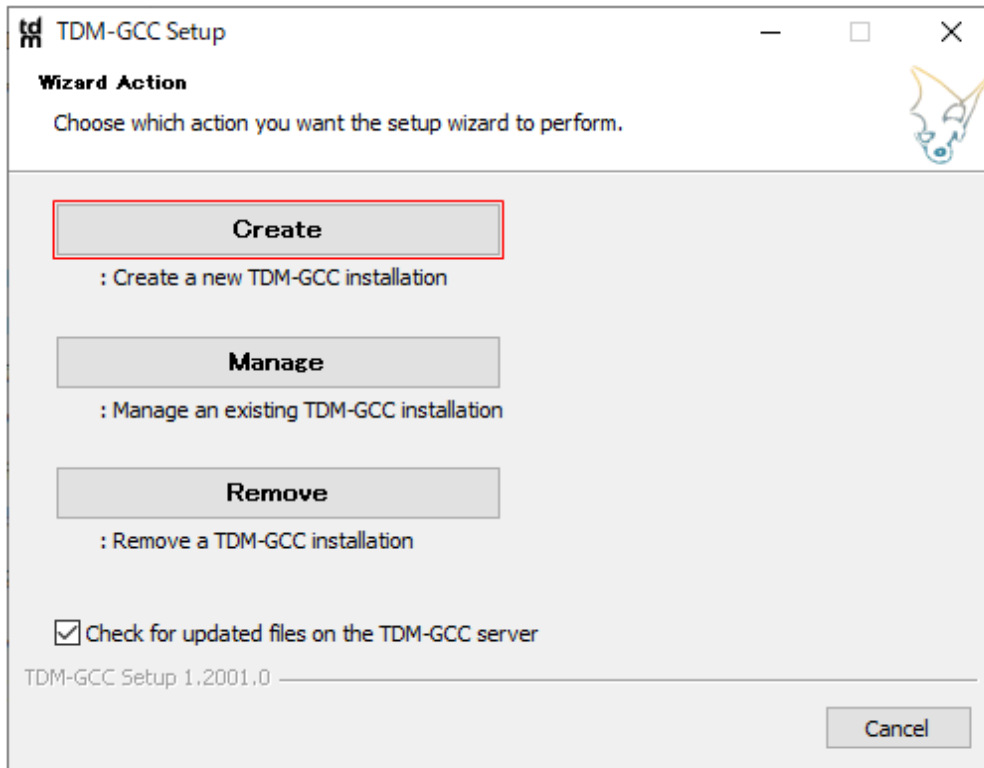 tdm TDM-GCC Setup
Wizard Action
Choose which action you want the setup wizard to perform.
Create
: Create a new TDM-GCC installation
Manage
: Manage an existing TDM-GCC installation
Remove
: Remove a TDM-GCC installation
Check for updated files on the TDM-GCC server
TDM-GCC Setup 1.2001.0
Cancel